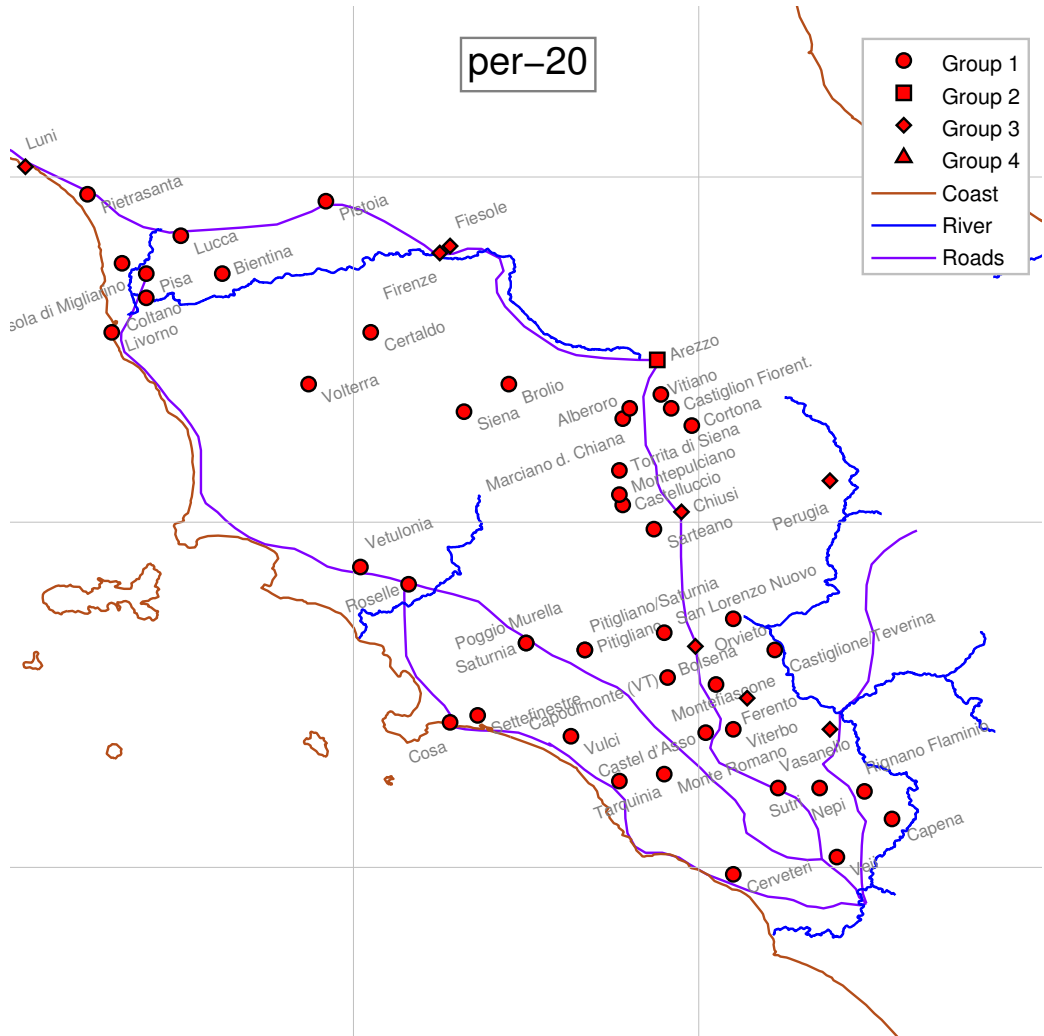 per−20
Group 1
Group 2
Group 3
Group 4
Coast
River
Roads
Luni
Pietrasanta
Pistoia
Fiesole
Lucca
Bientina
Pisa
Firenze
sola di Migliarino
Coltano
Livorno
Certaldo
Arezzo
Volterra
Brolio
Vitiano
Castiglion Fiorent.
Siena
Alberoro
Cortona
Marciano d. Chiana
Torrita di Siena
Montepulciano
Castelluccio
Chiusi
Perugia
Sarteano
Vetulonia
Roselle
Poggio Murella
Pitigliano/Saturnia
San Lorenzo Nuovo
Saturnia
Pitigliano
Orvieto
Castiglione/Teverina
Bolsena
Capodimonte (VT)
Montefiascone
Settefinestre
Ferento
Cosa
Vulci
Castel d'Asso
Viterbo
Vasanello
Rignano Flaminio
Tarquinia
Monte Romano
Sutri
Nepi
Capena
Cerveteri
Veii